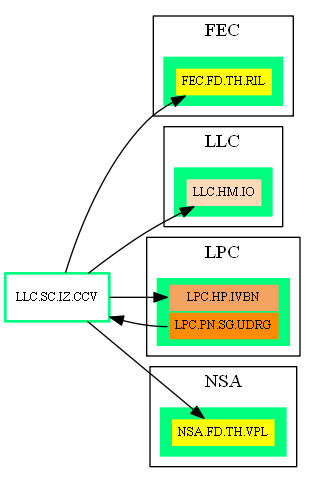 FEC
FEC.FD.TH.RIL
LLC
LLC.HM.IO
LPC
LLC.SC.IZ.CCV
LPC.HP.IVBN
LPC.PN.SG.UDRG
NSA
NSA.FD.TH.VPL